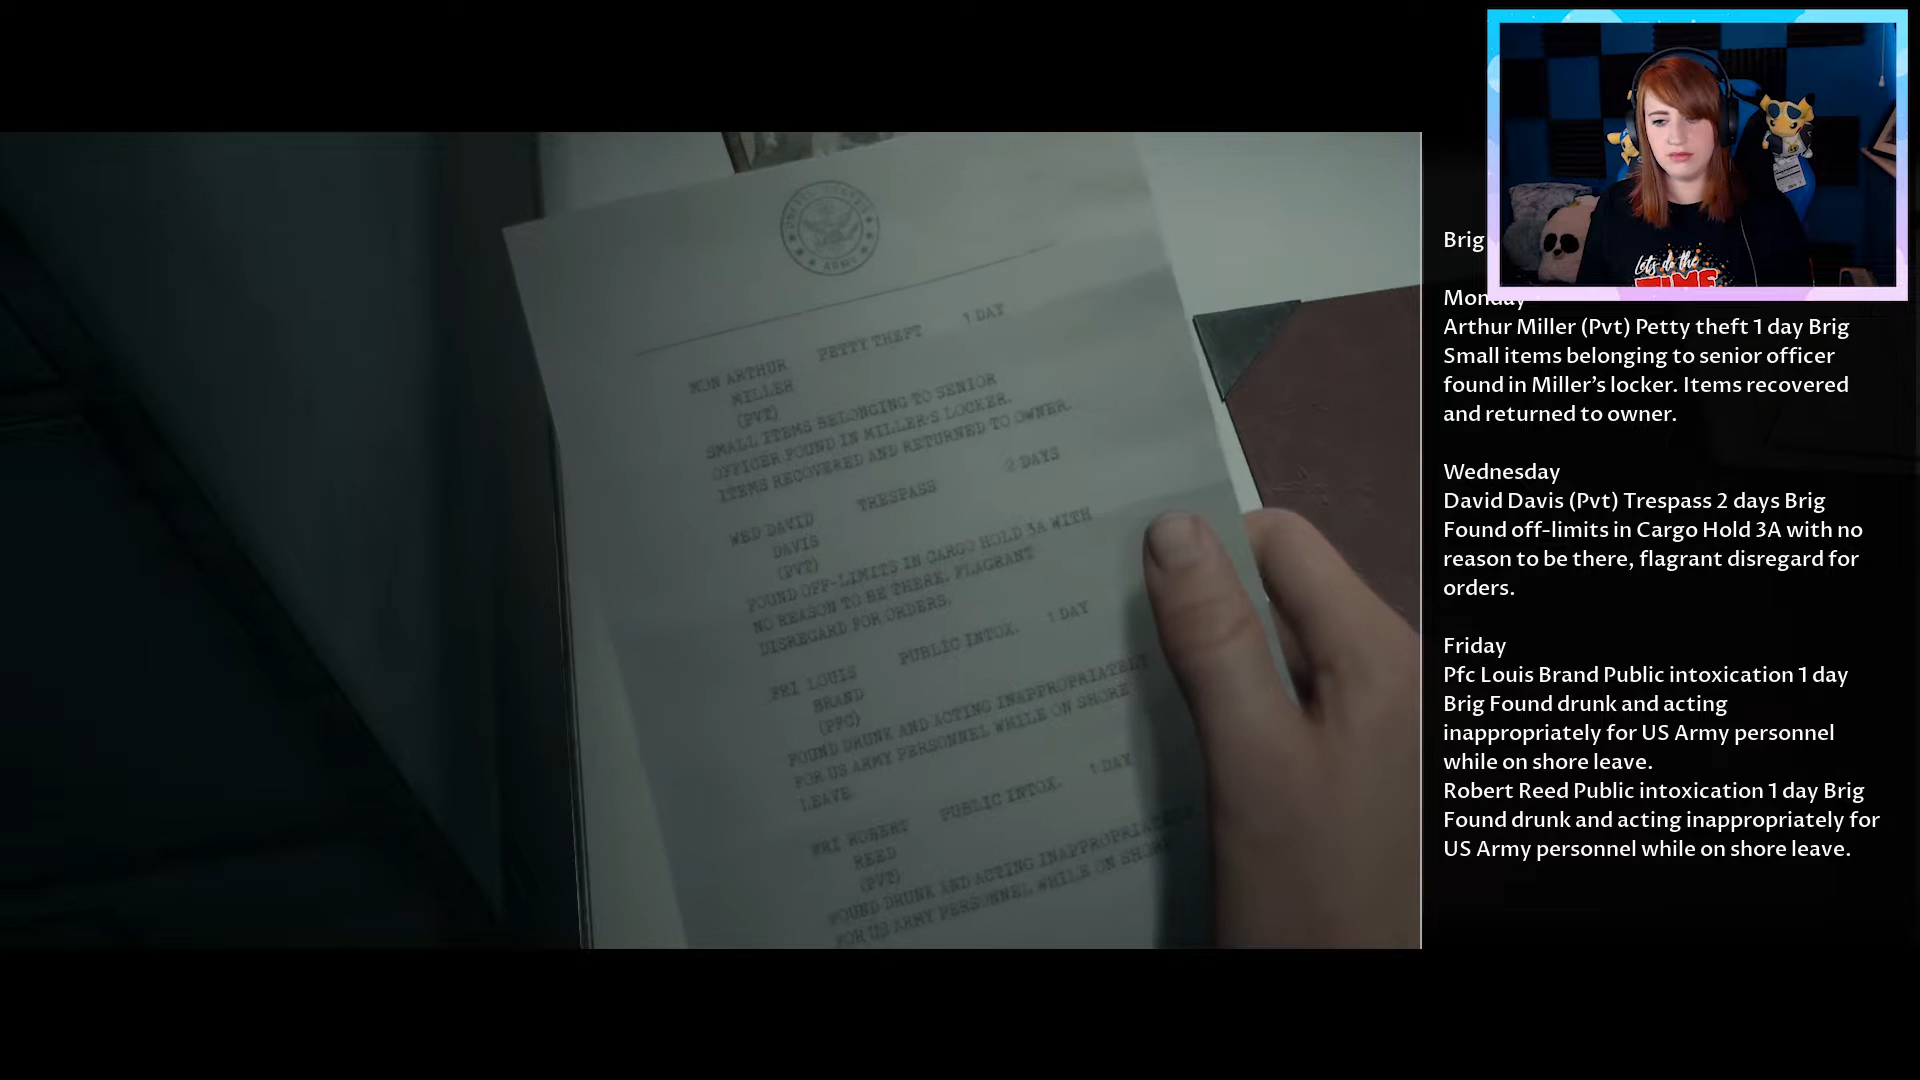 ARMY
MON ARTHUR PETTY THEFT 1 DAY
MILLER
(PVT)
SMALL ITEMS BELONGING TO SENIOR
OFFICER FOUND IN MILLER'S LOCKER.
ITEMS RECOVERED AND RETURNED TO OWNER.
WED DAVID TRESPASS 2 DAYS
DAVIS
(PVT)
FOUND OFF-LIMITS IN CARGO HOLD 3A WITH
NO REASON TO BE THERE, FLAGRANT
DISREGARD FOR ORDERS.
FRI LOUIS PUBLIC INTOX. 1 DAY
BRAND
(PFC)
FOUND DRUNK AND ACTING INAPPROPRIATELY
FOR US ARMY PERSONNEL WHILE ON SHORE
LEAVE
FRI ROBERT PUBLIC INTOX. 1 DAY
REED
(PVT)
FOUND DRUNK AND ACTING INAPPROPRIATELY
FOR US ARMY PERSONNEL WHILE ON SHORE
Let's do the
TIME
Brig
Monday
Arthur Miller (Pvt) Petty theft 1 day Brig
Small items belonging to senior officer
found in Miller's locker. Items recovered
and returned to owner.
Wednesday
David Davis (Pvt) Trespass 2 days Brig
Found off-limits in Cargo Hold 3A with no
reason to be there, flagrant disregard for
orders.
Friday
Pfc Louis Brand Public intoxication 1 day
Brig Found drunk and acting
inappropriately for US Army personnel
while on shore leave.
Robert Reed Public intoxication 1 day Brig
Found drunk and acting inappropriately for
US Army personnel while on shore leave.